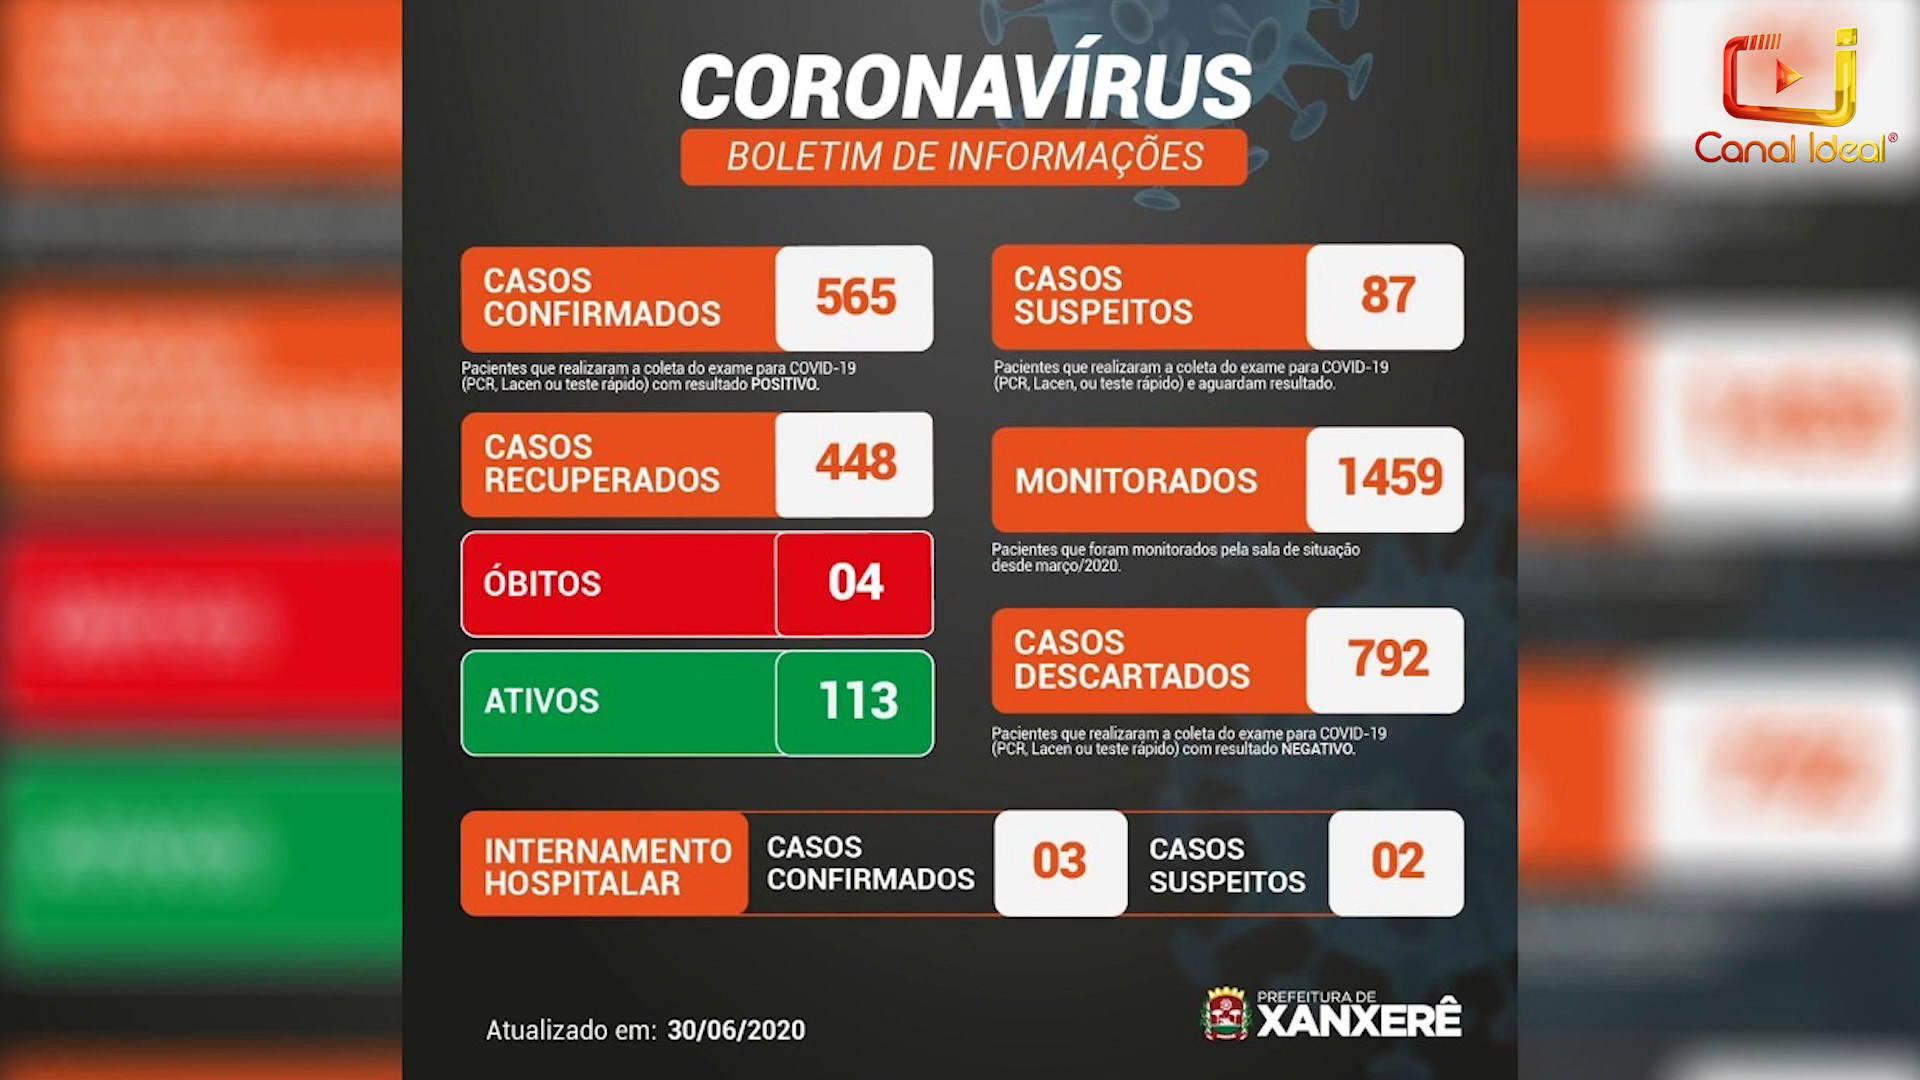 CORONAVÍRUS
BOLETIM DE INFORMAÇÕES
Canal Ideal®
CASOS
CONFIRMADOS
565
Pacientes que realizaram a coleta do exame para COVID-19
(PCR, Lacen ou teste rápido) com resultado POSITIVO.
CASOS
RECUPERADOS
448
ÓBITOS
04
ATIVOS
113
CASOS
SUSPEITOS
87
Pacientes que realizaram a coleta do exame para COVID-19
(PCR, Lacen, ou teste rápido) e aguardam resultado.
MONITORADOS
1459
Pacientes que foram monitorados pela sala de situação
desde março/2020.
CASOS
DESCARTADOS
792
Pacientes que realizaram a coleta do exame para COVID-19
(PCR, Lacen ou teste rápido) com resultado NEGATIVO.
INTERNAMENTO
HOSPITALAR
CASOS
CONFIRMADOS
03
CASOS
SUSPEITOS
02
Atualizado em: 30/06/2020
PREFEITURA DE
XANXERÊ